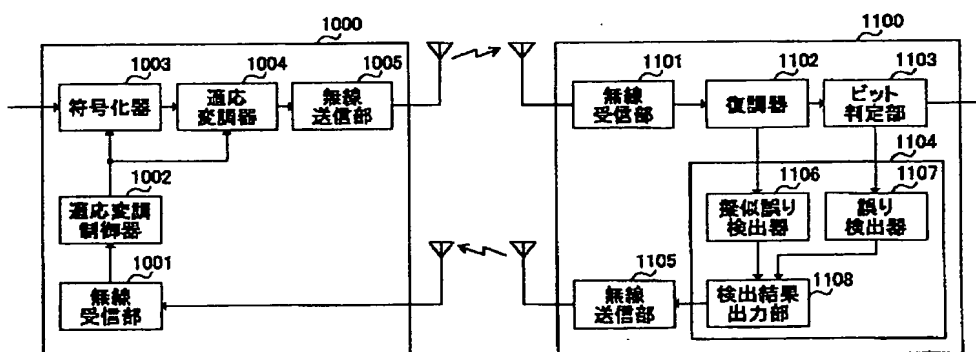 1000
1003
符号化器
1004
適応
変調器
1005
無線
送信部
1002
適応変調
制御器
1001
無線
受信部
1100
1101
無線
受信部
1102
復調器
1103
ビット
判定部
1104
1106
擬似誤り
検出器
1107
誤り
検出器
1105
無線
送信部
1108
検出結果
出力部